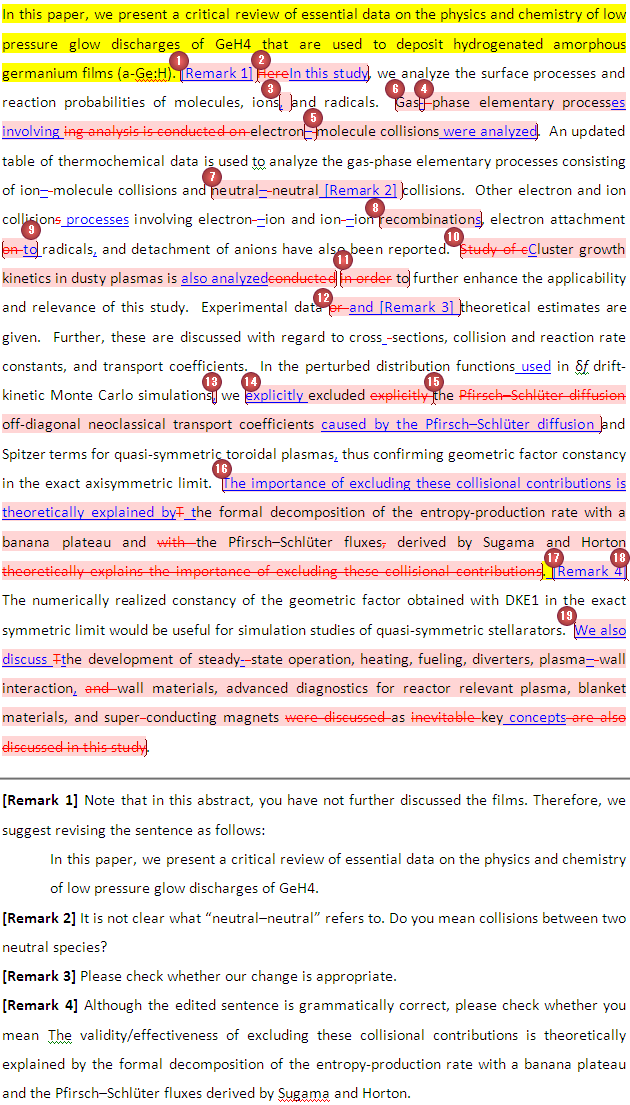 In this paper, we present a critical review of essential data on the physics and chemistry of low
pressure glow discharges of GeH4 that are used to deposit hydrogenated amorphous
1 2
germanium films (a-Ge:H). [Remark 1] HereIn this study, we analyze the surface processes and
3 6 4
reaction probabilities of molecules, ions, and radicals. Gas- -phase elementary processes
5
involving ing analysis is conducted on electron- -molecule collisions were analyzed. An updated
table of thermochemical data is used to analyze the gas-phase elementary processes consisting
7
of ion– -molecule collisions and neutral– -neutral [Remark 2] collisions. Other electron and ion
8
collisions processes involving electron- –ion and ion- –ion recombinations, electron attachment
9 10
on to radicals, and detachment of anions have also been reported. Study of cCluster growth
11
kinetics in dusty plasmas is also analyzedconducted in order to further enhance the applicability
12
and relevance of this study. Experimental data or and [Remark 3] theoretical estimates are
given. Further, these are discussed with regard to cross -sections, collision and reaction rate
constants, and transport coefficients. In the perturbed distribution functions used in δf drift-
13 14 15
kinetic Monte Carlo simulations, we explicitly excluded explicitly the Pfirsch–Schlüter diffusion
off-diagonal neoclassical transport coefficients caused by the Pfirsch–Schlüter diffusion and
Spitzer terms for quasi-symmetric toroidal plasmas, thus confirming geometric factor constancy
16
in the exact axisymmetric limit. The importance of excluding these collisional contributions is
theoretically explained byT the formal decomposition of the entropy-production rate with a
banana plateau and with the Pfirsch–Schlüter fluxes, derived by Sugama and Horton
17 18
theoretically explains the importance of excluding these collisional contributions. [Remark 4]
The numerically realized constancy of the geometric factor obtained with DKE1 in the exact
19
symmetric limit would be useful for simulation studies of quasi-symmetric stellarators. We also
discuss Tthe development of steady- -state operation, heating, fueling, diverters, plasma– -wall
interaction, and wall materials, advanced diagnostics for reactor relevant plasma, blanket
materials, and super-conducting magnets were discussed as inevitable key concepts are also
discussed in this study.
[Remark 1] Note that in this abstract, you have not further discussed the films. Therefore, we
suggest revising the sentence as follows:
In this paper, we present a critical review of essential data on the physics and chemistry
of low pressure glow discharges of GeH4.
[Remark 2] It is not clear what “neutral–neutral” refers to. Do you mean collisions between two
neutral species?
[Remark 3] Please check whether our change is appropriate.
[Remark 4] Although the edited sentence is grammatically correct, please check whether you
mean The validity/effectiveness of excluding these collisional contributions is theoretically
explained by the formal decomposition of the entropy-production rate with a banana plateau
and the Pfirsch–Schlüter fluxes derived by Sugama and Horton.